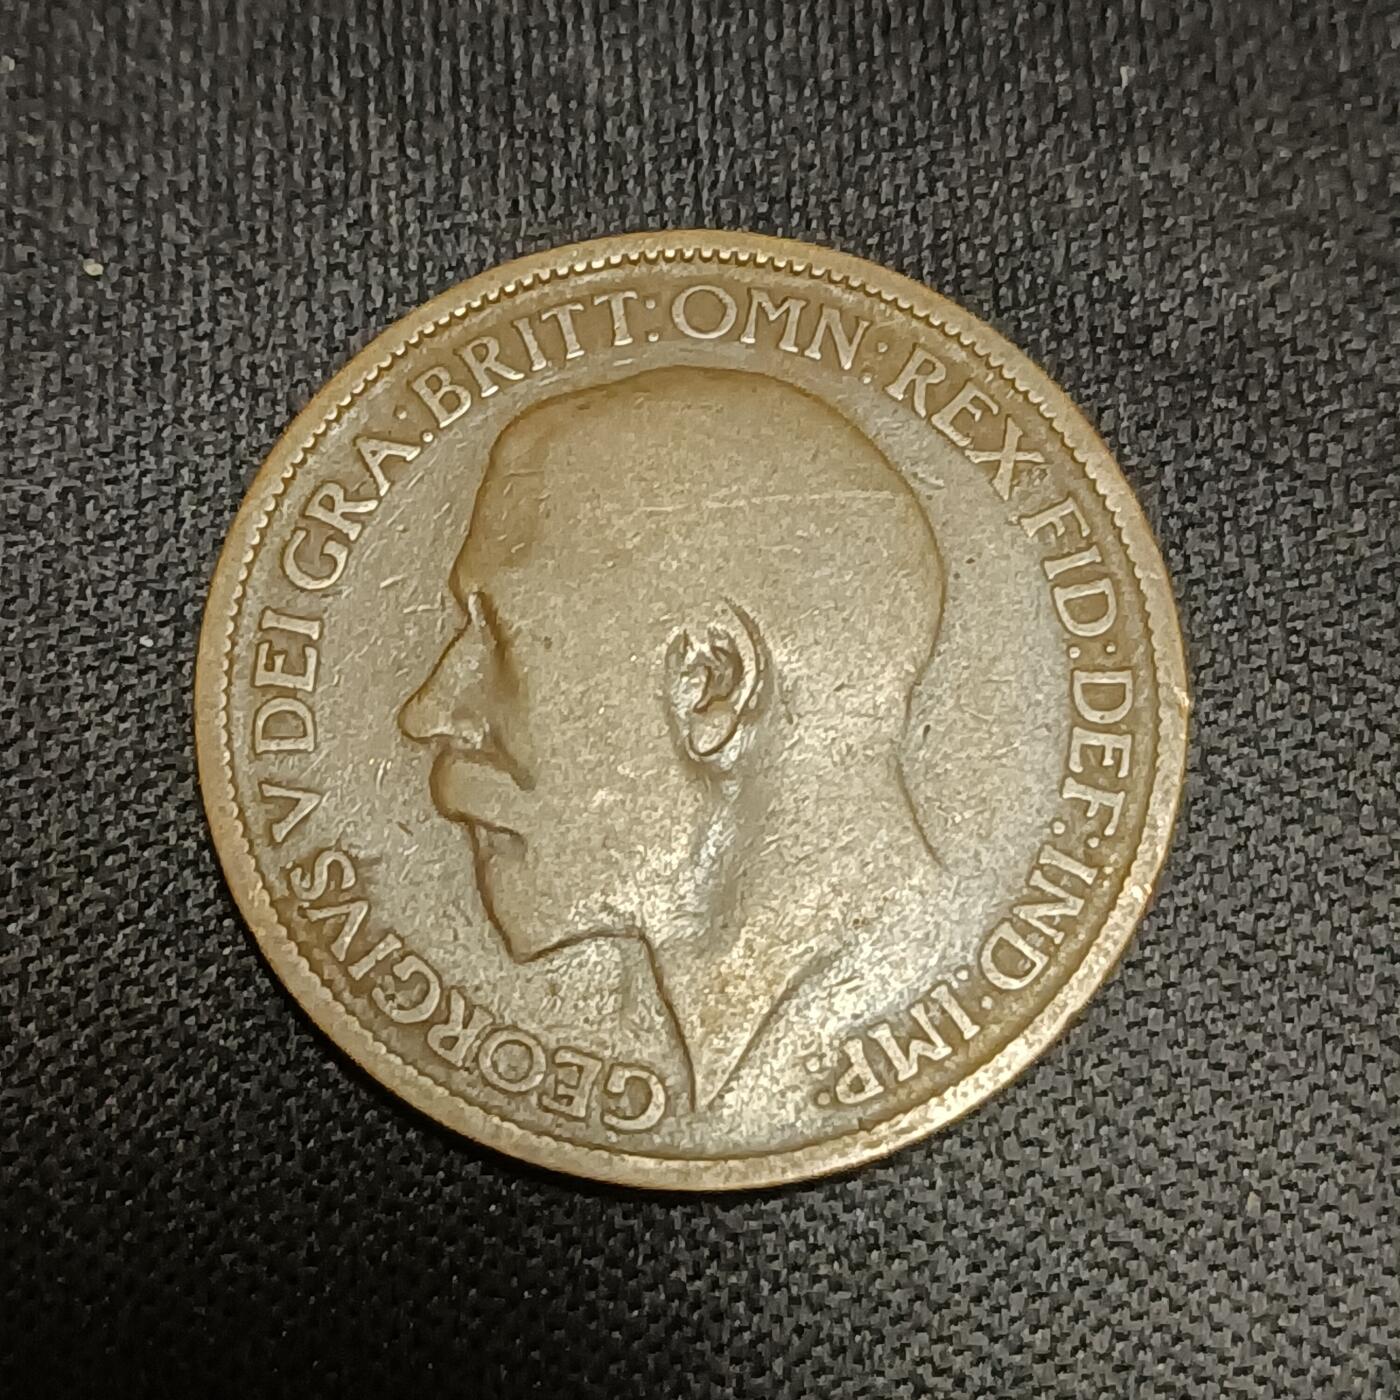 GEORGIVS V DEI GRA: BRITT: OMN: REX FID: DEF: IND: IMP: